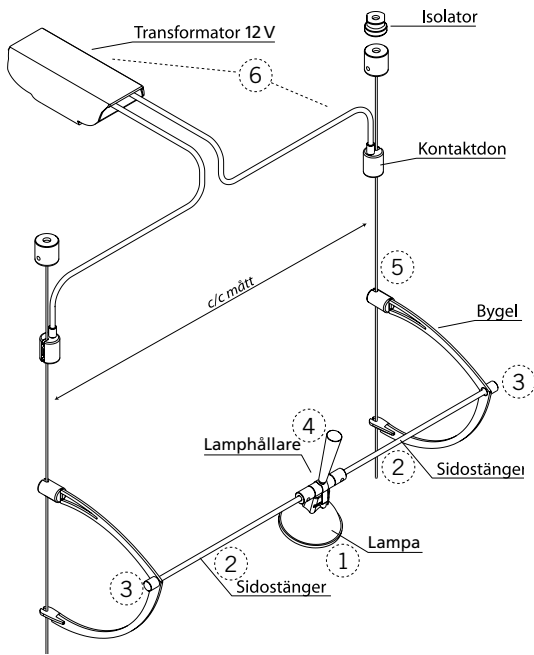 Transformator 12 V
Isolator
6
Kontaktdon
c/c mått
5
Bygel
3
4
Lamphållare
2
Sidostänger
Lampa
1
2
3
Sidostänger